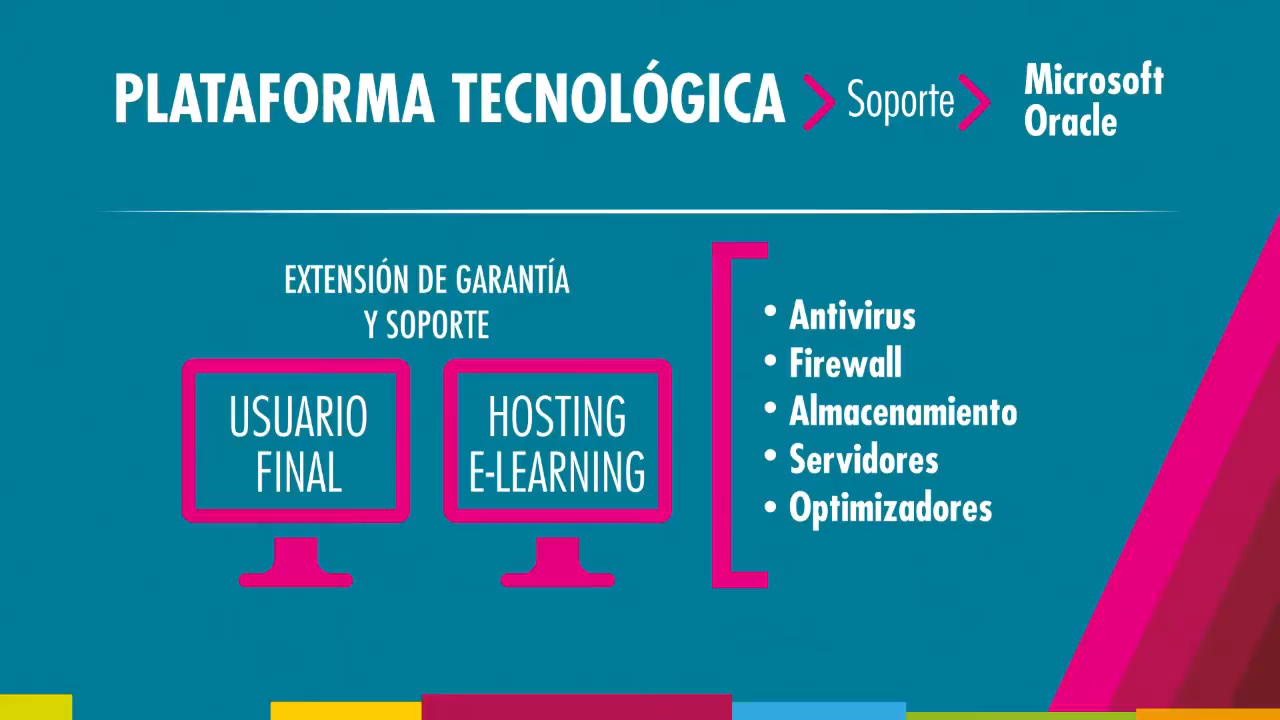 PLATAFORMA TECNOLÓGICA > Soporte >
Microsoft
Oracle
EXTENSIÓN DE GARANTÍA
Y SOPORTE
USUARIO
FINAL
HOSTING
E-LEARNING
• Antivirus
• Firewall
• Almacenamiento
• Servidores
• Optimizadores